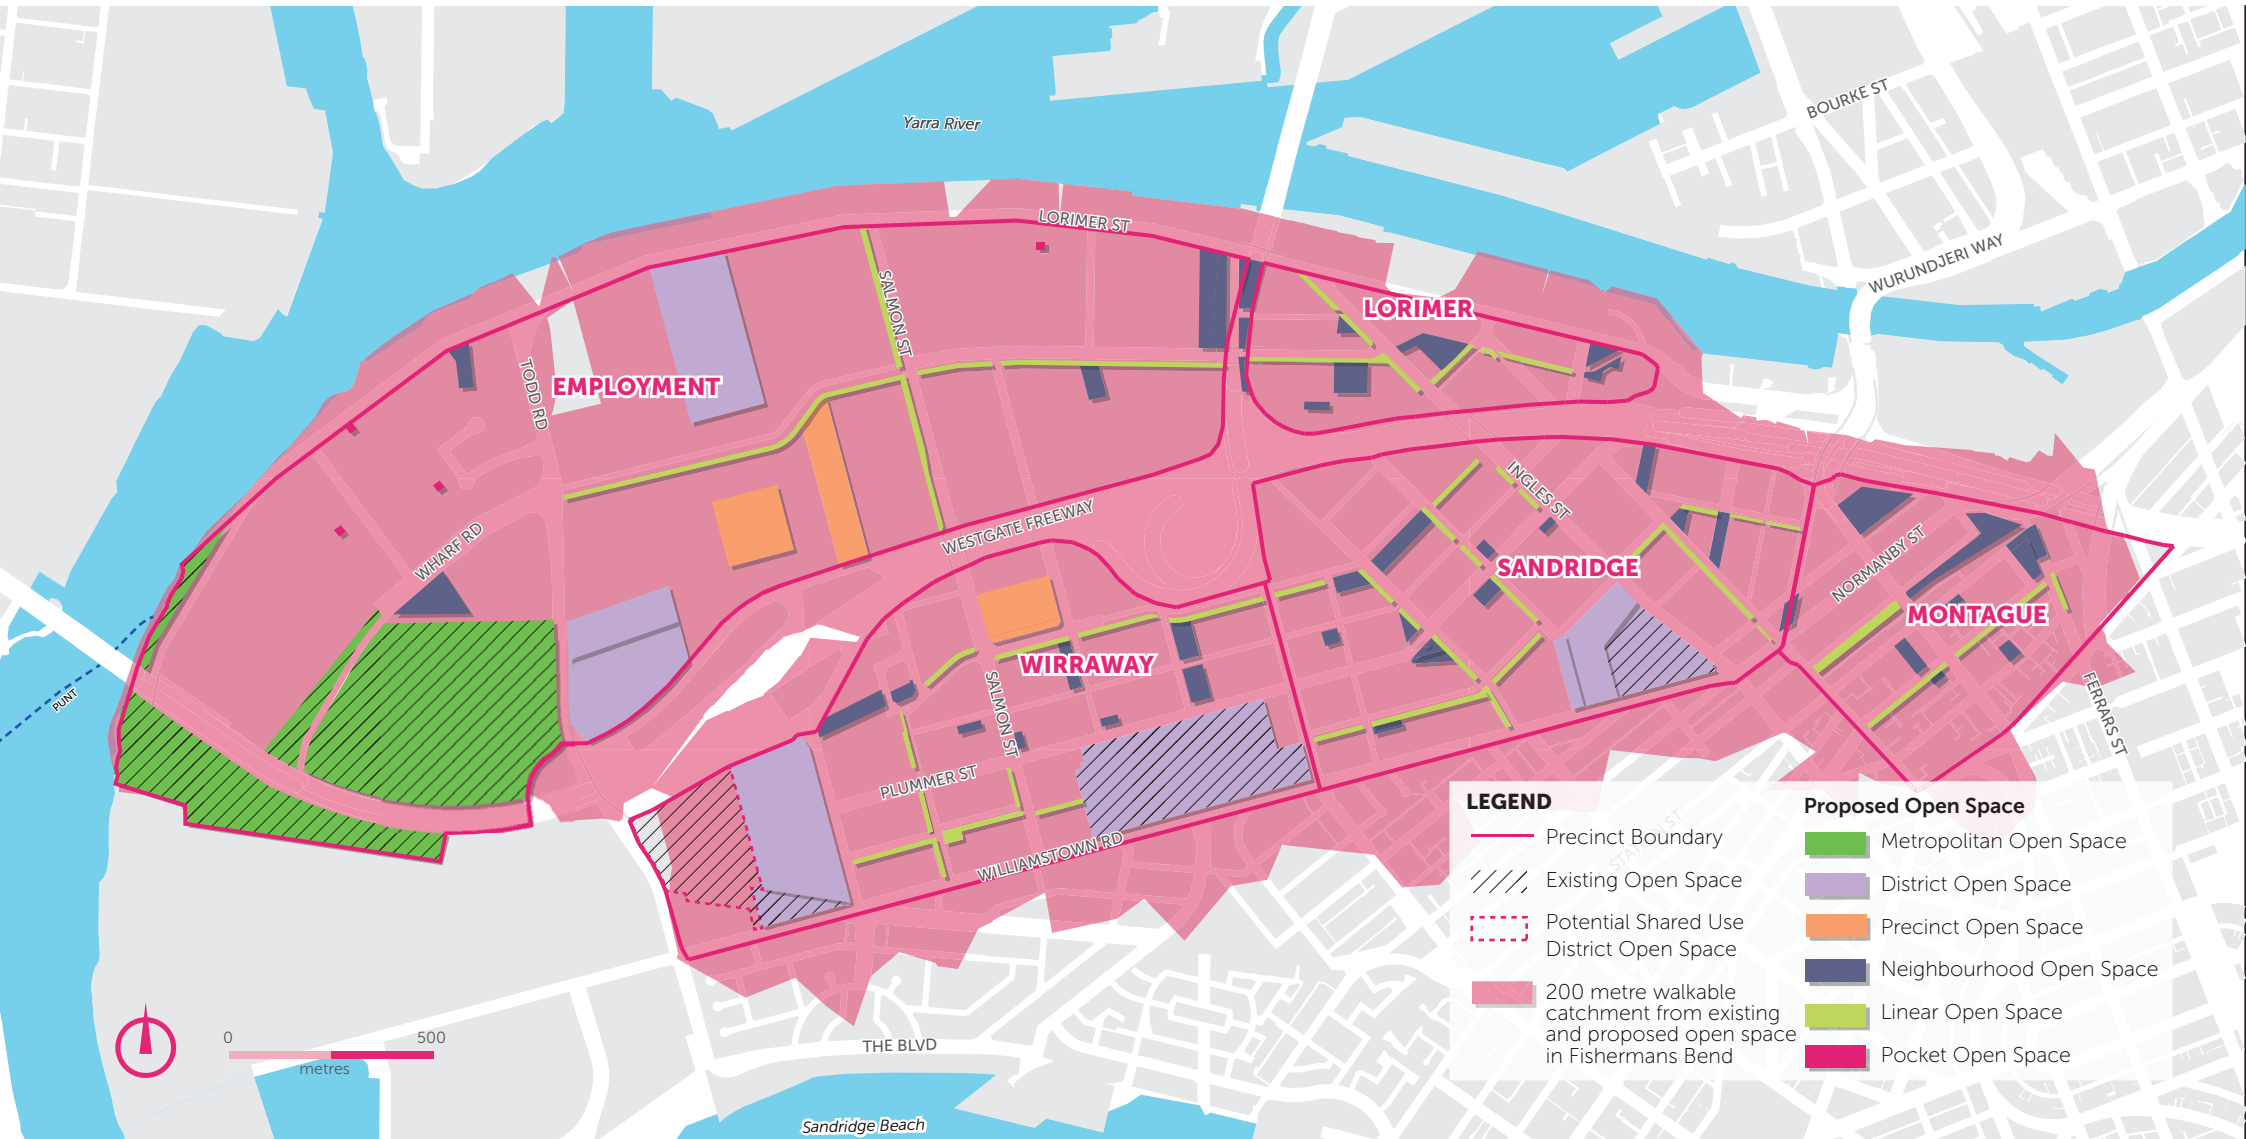 Yarra River
BOURKE ST
WURUNDJERI WAY
LORIMER ST
SALMON ST
LORIMER
TODD RD
EMPLOYMENT
INGLES ST
WESTGATE FREEWAY
WHARF RD
SANDRIDGE
NORMANBY ST
MONTAGUE
WIRRAWAY
PUNT
SALMON ST
FERRARS ST
PLUMMER ST
WILLIAMSTOWN RD
LEGEND
Precinct Boundary
Existing Open Space
Potential Shared Use
District Open Space
200 metre walkable
catchment from existing
and proposed open space
in Fishermans Bend
Proposed Open Space
Metropolitan Open Space
District Open Space
Precinct Open Space
Neighbourhood Open Space
Linear Open Space
Pocket Open Space
0 500
metres
THE BLVD
Sandridge Beach